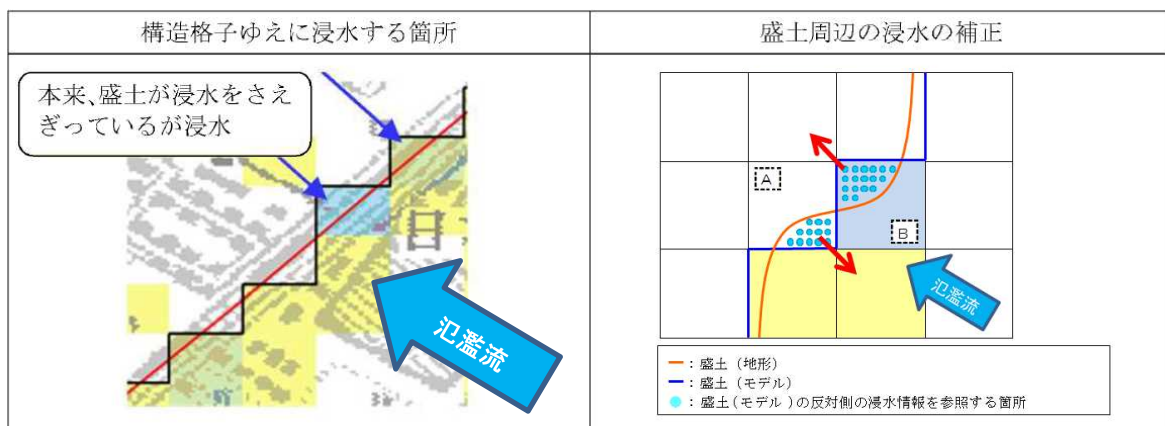 構造格子ゆえに浸水する箇所
本来、盛土が浸水をさえ
ぎっているが浸水
氾濫流
盛土周辺の浸水の補正
A
B
氾濫流
：盛土（地形）
：盛土（モデル）
：盛土（モデル）の反対側の浸水情報を参照する箇所